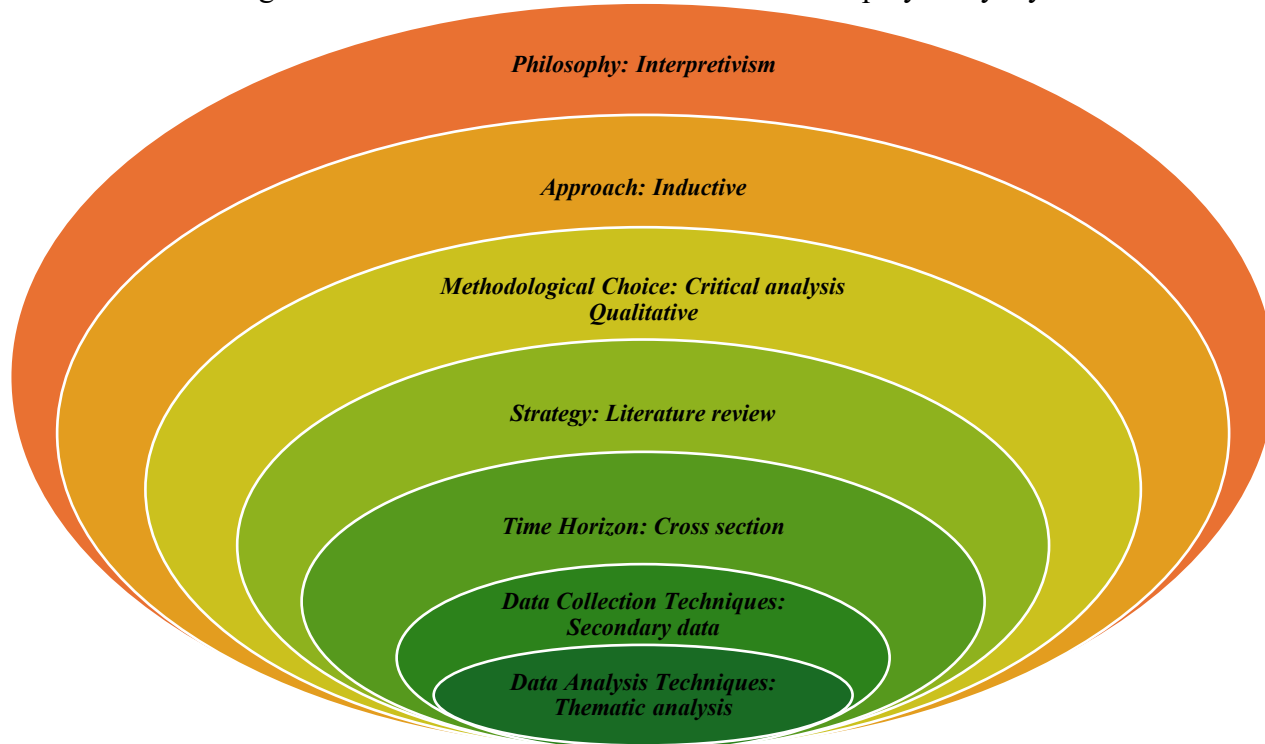 Philosophy: Interpretivism
Approach: Inductive
Methodological Choice: Critical analysis
Qualitative
Strategy: Literature review
Time Horizon: Cross section
Data Collection Techniques:
Secondary data
Data Analysis Techniques:
Thematic analysis